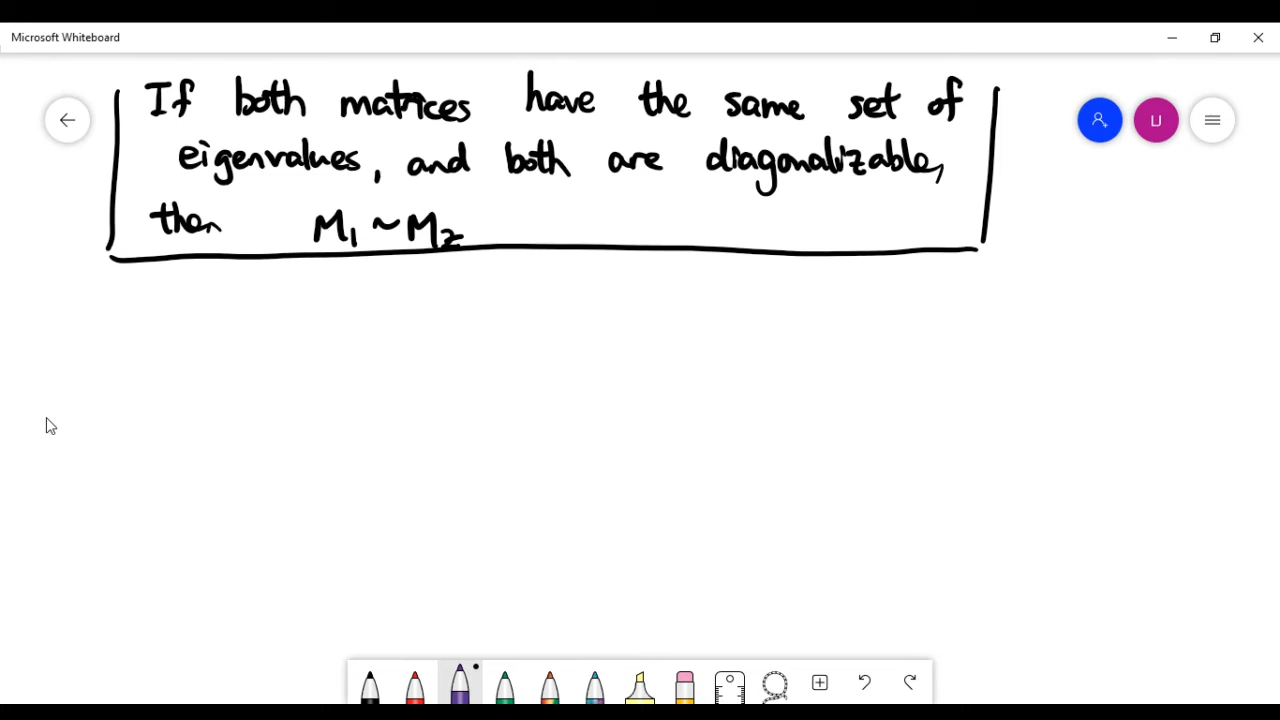 Microsoft Whiteboard
If both matrices have the same set of
eigenvalues, and both are diagonalizable,
then M₁ ~ M₂